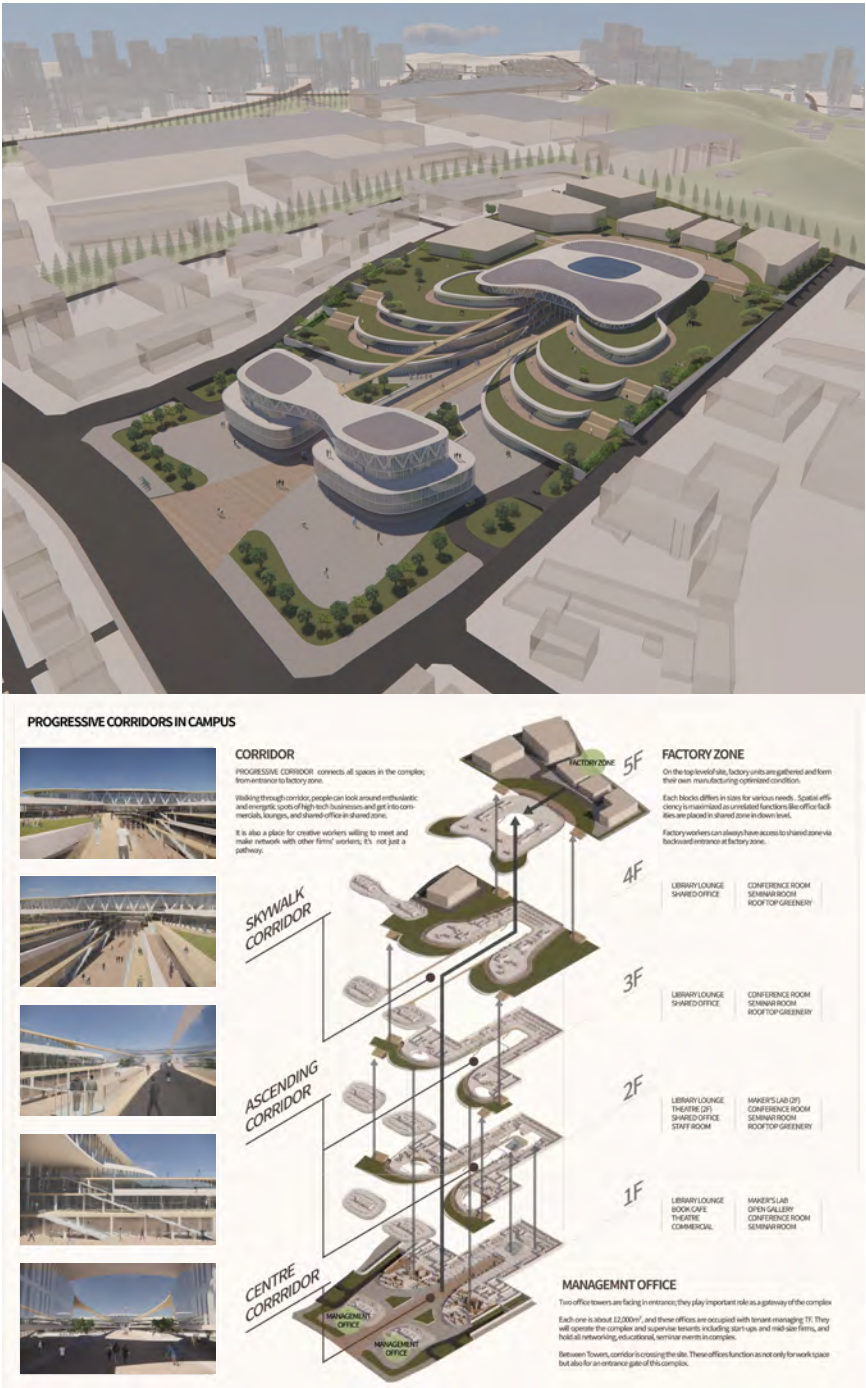 PROGRESSIVE CORRIDORS IN CAMPUS
CORRIDOR
PROGRESSIVE CORRIDOR connects all spaces in the complex;
from entrance to factory zone.
Walking through corridor, people can look around enthusiastic
and energetic spots of high-tech businesses and get into com-
mercials, lounges, and shared-office in shared zone.
It is also a place for creative workers willing to meet and
make network with other firms' workers; it's not just a
pathway.
FACTORY ZONE
5F
FACTORY ZONE
On the top level of site, factory units are gathered and form
their own manufacturing-optimized condition.
Each blocks differs in sizes for various needs. Spatial effi-
ciency is maximized as unrelated functions like office facil-
ities are placed in shared zone in down level.
Factory workers can always have access to shared zone via
backward entrance at factory zone.
SKYWALK
CORRIDOR
4F
LIBRARY LOUNGE
SHARED OFFICE
CONFERENCE ROOM
SEMINAR ROOM
ROOFTOP GREENERY
3F
LIBRARY LOUNGE
SHARED OFFICE
CONFERENCE ROOM
SEMINAR ROOM
ROOFTOP GREENERY
ASCENDING
CORRIDOR
2F
LIBRARY LOUNGE
THEATRE (2F)
SHARED OFFICE
STAFF ROOM
MAKER'S LAB (2F)
CONFERENCE ROOM
SEMINAR ROOM
ROOFTOP GREENERY
1F
LIBRARY LOUNGE
BOOK CAFE
THEATRE
COMMERCIAL
MAKER'S LAB
OPEN GALLERY
CONFERENCE ROOM
SEMINAR ROOM
CENTRE
CORRRIDOR
MANAGEMENT
OFFICE
MANAGEMENT
OFFICE
MANAGEMNT OFFICE
Two office towers are facing in entrance; they play important role as a gateway of the complex
Each one is about 12,000m², and these offices are occupied with tenant-managing TF. They
will operate the complex and supervise tenants including start-ups and mid-size firms, and
hold all networking, educational, seminar events in complex.
Between Towers, corridor is crossing the site. These offices function as not only for work space
but also for an entrance gate of this complex.